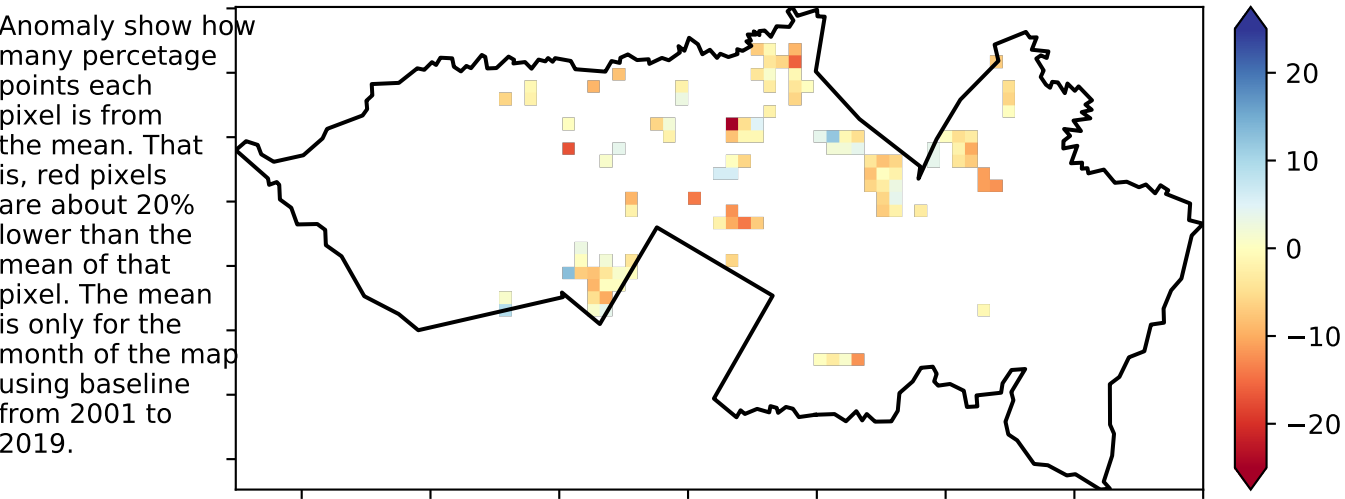 Anomaly show how
many percetage
points each
pixel is from
the mean. That
is, red pixels
are about 20%
lower than the
mean of that
pixel. The mean
is only for the
month of the map
using baseline
from 2001 to
2019.
20
10
0
−10
−20